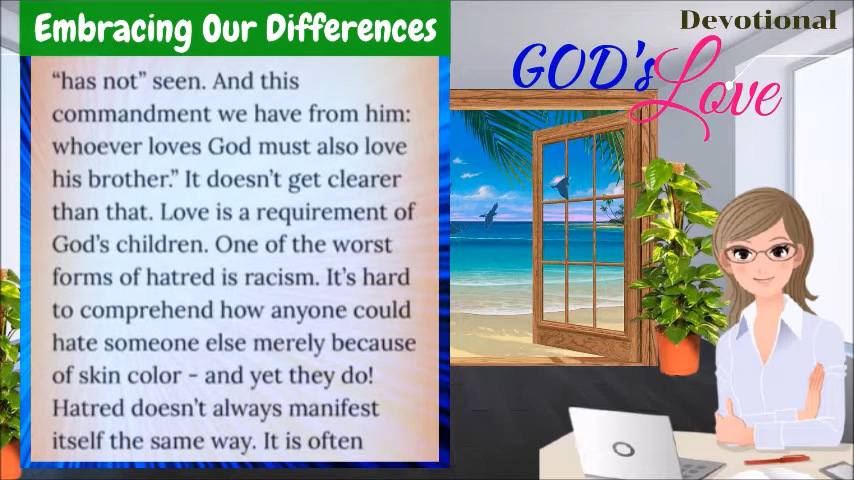 Embracing Our Differences
Devotional
GOD's Love
“has not” seen. And this
commandment we have from him:
whoever loves God must also love
his brother.” It doesn’t get clearer
than that. Love is a requirement of
God’s children. One of the worst
forms of hatred is racism. It’s hard
to comprehend how anyone could
hate someone else merely because
of skin color – and yet they do!
Hatred doesn’t always manifest
itself the same way. It is often